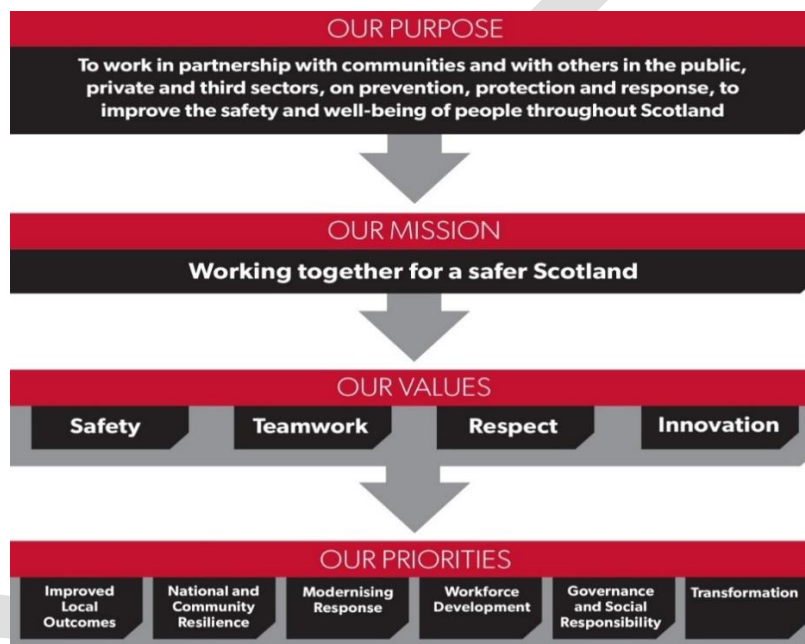 OUR PURPOSE
To work in partnership with communities and with others in the public,
private and third sectors, on prevention, protection and response, to
improve the safety and well-being of people throughout Scotland
OUR MISSION
Working together for a safer Scotland
OUR VALUES
Safety
Teamwork
Respect
Innovation
OUR PRIORITIES
Improved
Local
Outcomes
National and
Community
Resilience
Modernising
Response
Workforce
Development
Governance
and Social
Responsibility
Transformation